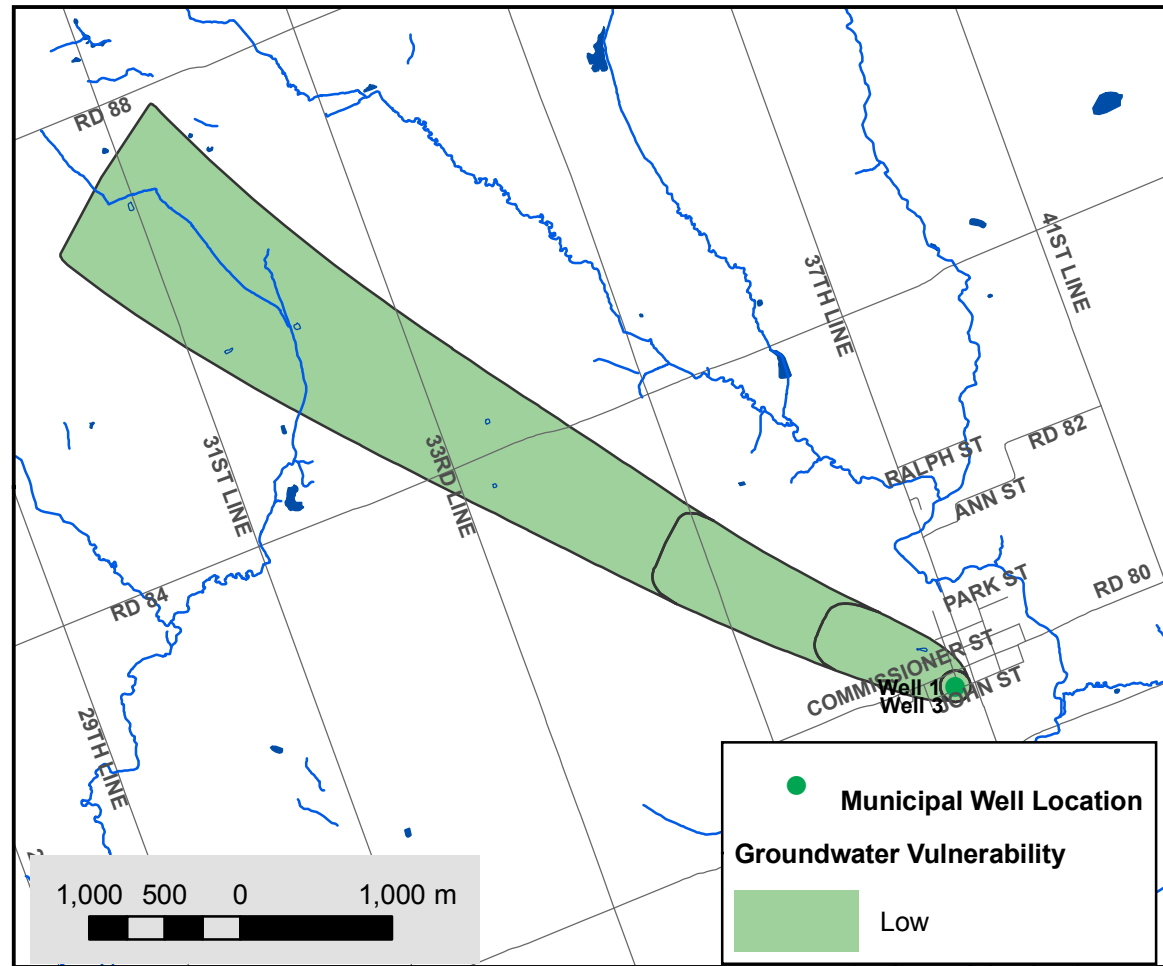 RD 88
41ST LINE
37TH LINE
31ST LINE
33RD LINE
RALPH ST
RD 82
ANN ST
PARK ST
RD 80
RD 84
COMMISSIONER ST
Well 1
JOHN ST
Well 3
29TH LINE
Municipal Well Location
Groundwater Vulnerability
Low
1,000 500 0 1,000 m